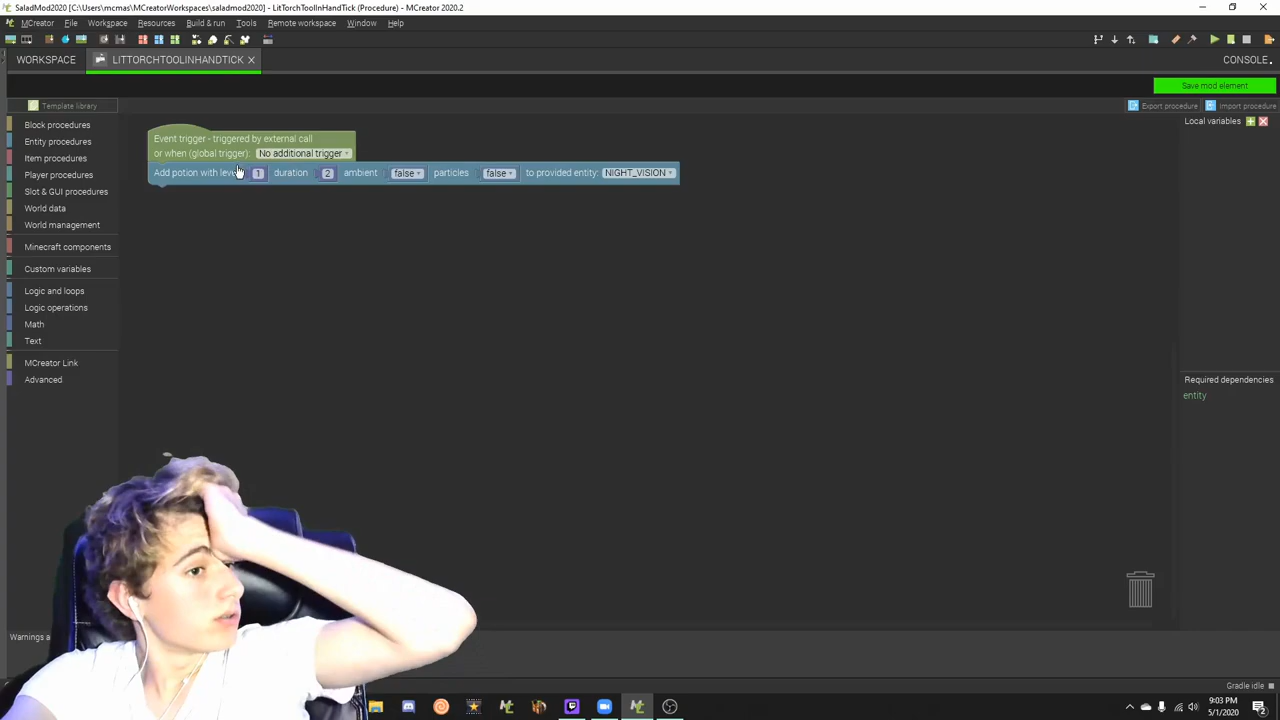 SaladMod2020 [C:\Users\mcmas\MCreatorWorkspaces\saladmod2020] - LitTorchToolInHandTick (Procedure) - MCreator 2020.2
MCreator File Workspace Resources Build & run Tools Remote workspace Window Help
WORKSPACE LITTORCHTOOLINHANDTICK CONSOLE
Save mod element
Template library Export procedure Import procedure
Block procedures
Entity procedures
Item procedures
Player procedures
Slot & GUI procedures
World data
World management
Minecraft components
Custom variables
Logic and loops
Logic operations
Math
Text
MCreator Link
Advanced
Event trigger - triggered by external call
or when (global trigger): No additional trigger
Add potion with 1 duration 2 ambient false particles false to provided entity: NIGHT_VISION
Local variables
Required dependencies
entity
Warnings
Gradle idle
9:03 PM
5/1/2020
2